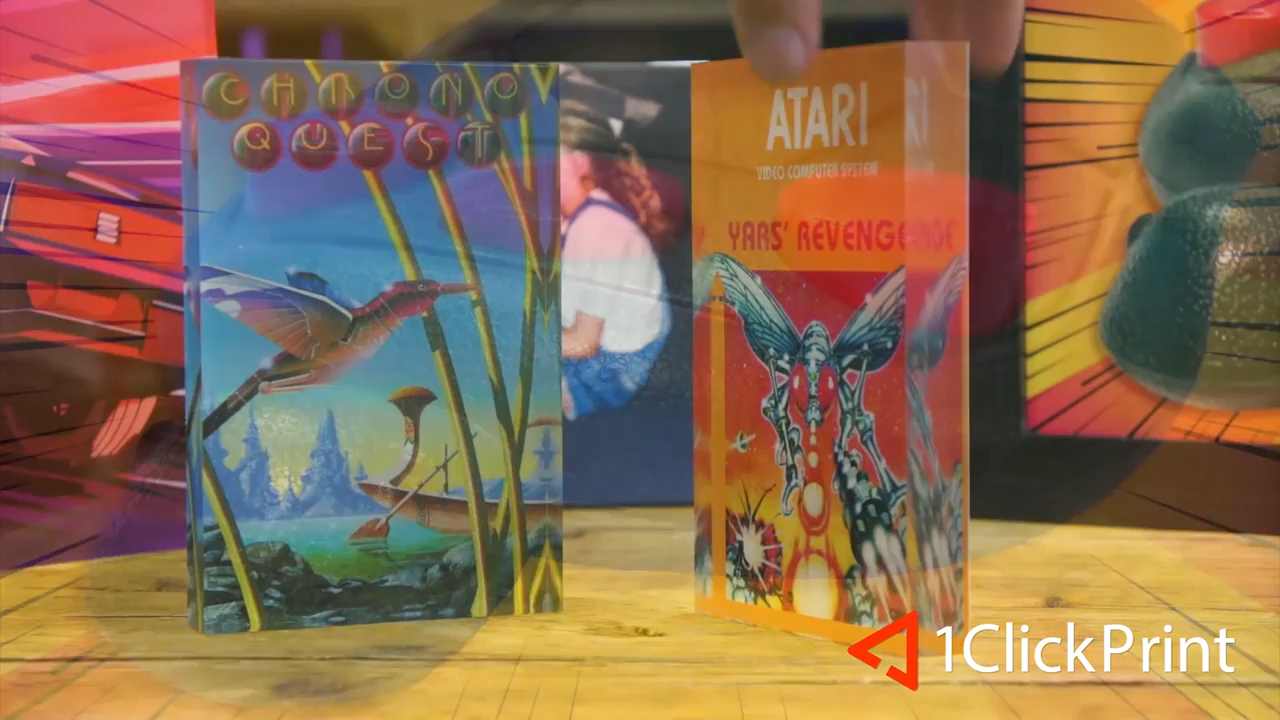 CHRONO
QUEST
ATARI
VIDEO COMPUTER SYSTEM
YARS' REVENGE
1ClickPrint